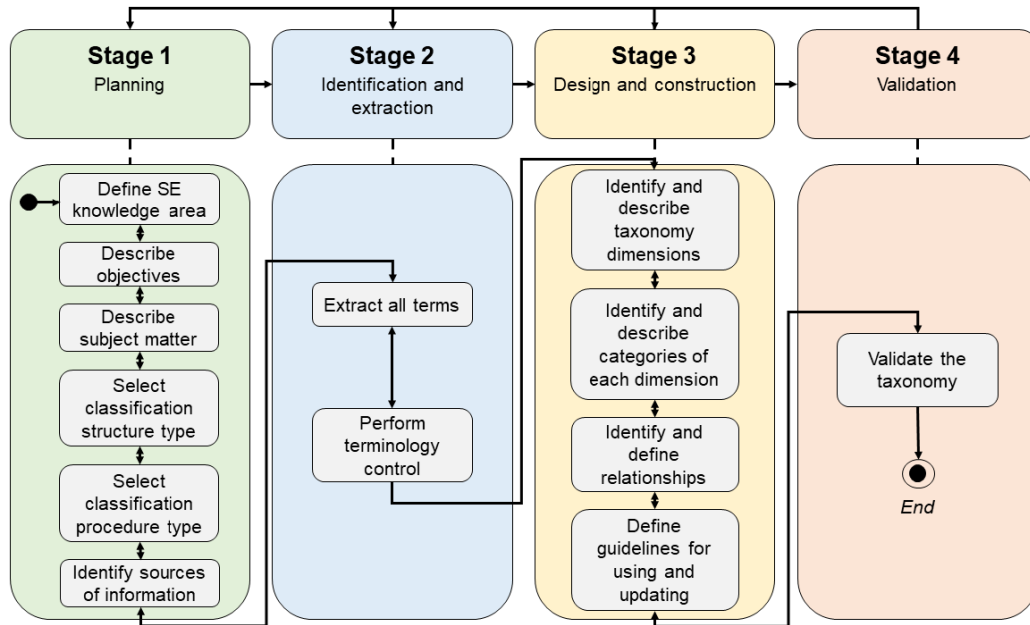 Stage 1
Planning
Stage 2
Identification and
extraction
Stage 3
Design and construction
Stage 4
Validation
Define SE
knowledge area
Describe
objectives
Describe
subject matter
Select
classification
structure type
Select
classification
procedure type
Identify sources
of information
Extract all terms
Perform
terminology
control
Identify and
describe
taxonomy
dimensions
Identify and
describe
categories of
each dimension
Identify and
define
relationships
Define
guidelines for
using and
updating
Validate the
taxonomy
End